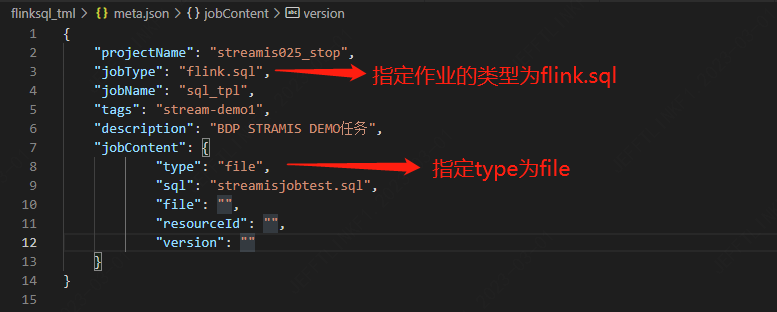 flinksql_tml > {} meta.json > {} jobContent > version
1 {
2 "projectName": "streamis025_stop",
3 "jobType": "flink.sql", 指定作业的类型为flink.sql
4 "jobName": "sql_tpl",
5 "tags": "stream-demo1",
6 "description": "BDP STRAMIS DEMO任务",
7 "jobContent": {
8 "type": "file", 指定type为file
9 "sql": "streamisjobtest.sql",
10 "file": "",
11 "resourceId": "",
12 "version": ""
13 }
14 }
15